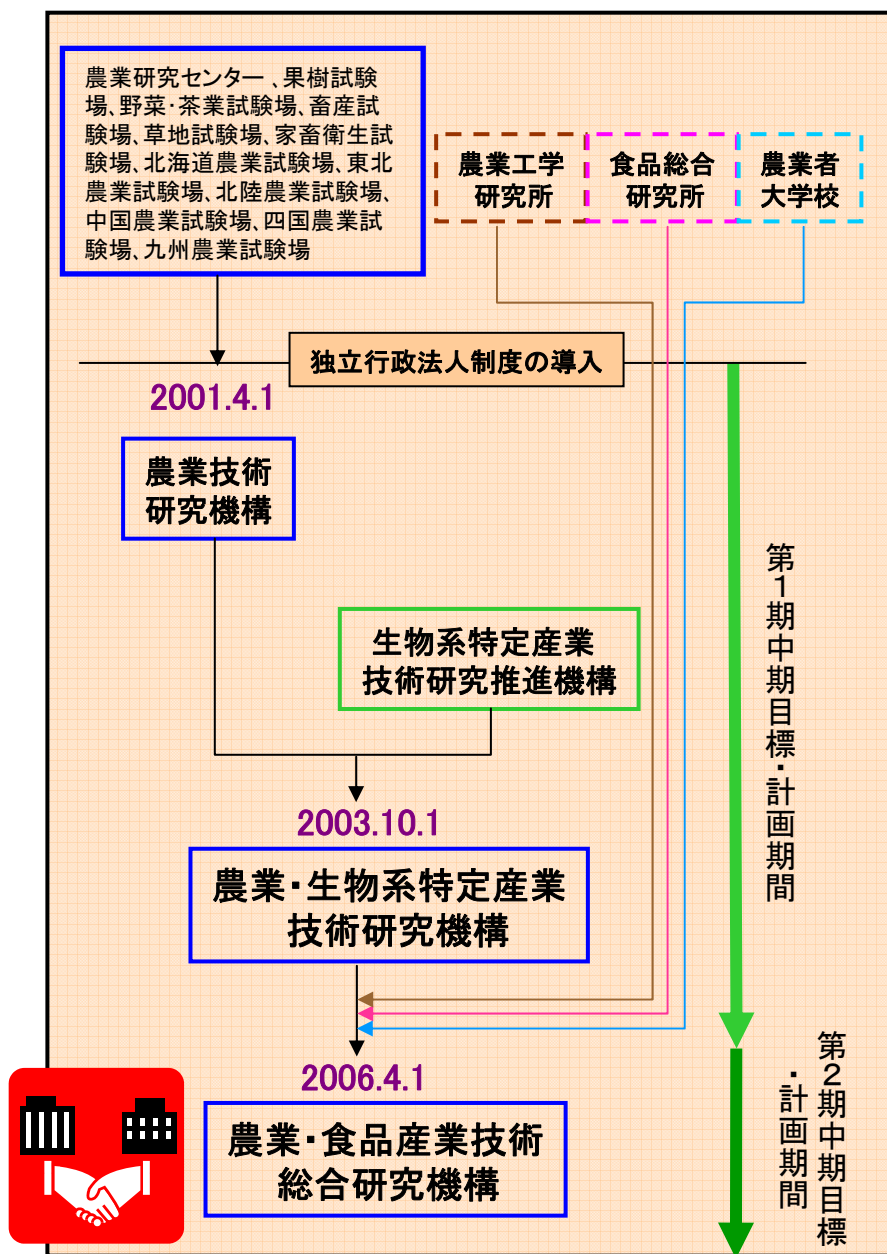 農業研究センター、果樹試験
場、野菜・茶業試験場、畜産試
験場、草地試験場、家畜衛生試
験場、北海道農業試験場、東北
農業試験場、北陸農業試験場、
中国農業試験場、四国農業試
験場、九州農業試験場
農業工学
研究所
食品総合
研究所
農業者
大学校
独立行政法人制度の導入
2001.4.1
農業技術
研究機構
生物系特定産業
技術研究推進機構
第1期中期目標・計画期間
2003.10.1
農業・生物系特定産業
技術研究機構
2006.4.1
農業・食品産業技術
総合研究機構
第2期中期目標
・計画期間